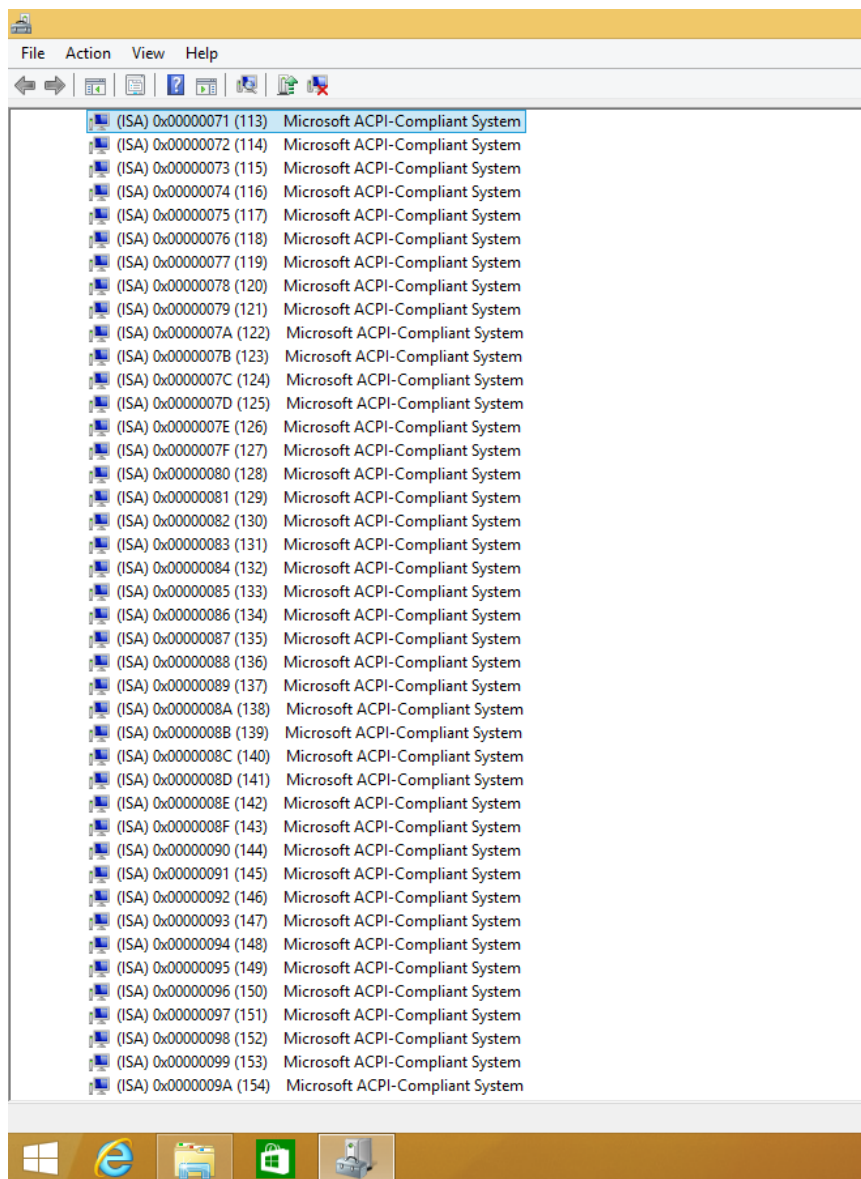 File Action View Help
(ISA) 0x00000071 (113) Microsoft ACPI-Compliant System
(ISA) 0x00000072 (114) Microsoft ACPI-Compliant System
(ISA) 0x00000073 (115) Microsoft ACPI-Compliant System
(ISA) 0x00000074 (116) Microsoft ACPI-Compliant System
(ISA) 0x00000075 (117) Microsoft ACPI-Compliant System
(ISA) 0x00000076 (118) Microsoft ACPI-Compliant System
(ISA) 0x00000077 (119) Microsoft ACPI-Compliant System
(ISA) 0x00000078 (120) Microsoft ACPI-Compliant System
(ISA) 0x00000079 (121) Microsoft ACPI-Compliant System
(ISA) 0x0000007A (122) Microsoft ACPI-Compliant System
(ISA) 0x0000007B (123) Microsoft ACPI-Compliant System
(ISA) 0x0000007C (124) Microsoft ACPI-Compliant System
(ISA) 0x0000007D (125) Microsoft ACPI-Compliant System
(ISA) 0x0000007E (126) Microsoft ACPI-Compliant System
(ISA) 0x0000007F (127) Microsoft ACPI-Compliant System
(ISA) 0x00000080 (128) Microsoft ACPI-Compliant System
(ISA) 0x00000081 (129) Microsoft ACPI-Compliant System
(ISA) 0x00000082 (130) Microsoft ACPI-Compliant System
(ISA) 0x00000083 (131) Microsoft ACPI-Compliant System
(ISA) 0x00000084 (132) Microsoft ACPI-Compliant System
(ISA) 0x00000085 (133) Microsoft ACPI-Compliant System
(ISA) 0x00000086 (134) Microsoft ACPI-Compliant System
(ISA) 0x00000087 (135) Microsoft ACPI-Compliant System
(ISA) 0x00000088 (136) Microsoft ACPI-Compliant System
(ISA) 0x00000089 (137) Microsoft ACPI-Compliant System
(ISA) 0x0000008A (138) Microsoft ACPI-Compliant System
(ISA) 0x0000008B (139) Microsoft ACPI-Compliant System
(ISA) 0x0000008C (140) Microsoft ACPI-Compliant System
(ISA) 0x0000008D (141) Microsoft ACPI-Compliant System
(ISA) 0x0000008E (142) Microsoft ACPI-Compliant System
(ISA) 0x0000008F (143) Microsoft ACPI-Compliant System
(ISA) 0x00000090 (144) Microsoft ACPI-Compliant System
(ISA) 0x00000091 (145) Microsoft ACPI-Compliant System
(ISA) 0x00000092 (146) Microsoft ACPI-Compliant System
(ISA) 0x00000093 (147) Microsoft ACPI-Compliant System
(ISA) 0x00000094 (148) Microsoft ACPI-Compliant System
(ISA) 0x00000095 (149) Microsoft ACPI-Compliant System
(ISA) 0x00000096 (150) Microsoft ACPI-Compliant System
(ISA) 0x00000097 (151) Microsoft ACPI-Compliant System
(ISA) 0x00000098 (152) Microsoft ACPI-Compliant System
(ISA) 0x00000099 (153) Microsoft ACPI-Compliant System
(ISA) 0x0000009A (154) Microsoft ACPI-Compliant System